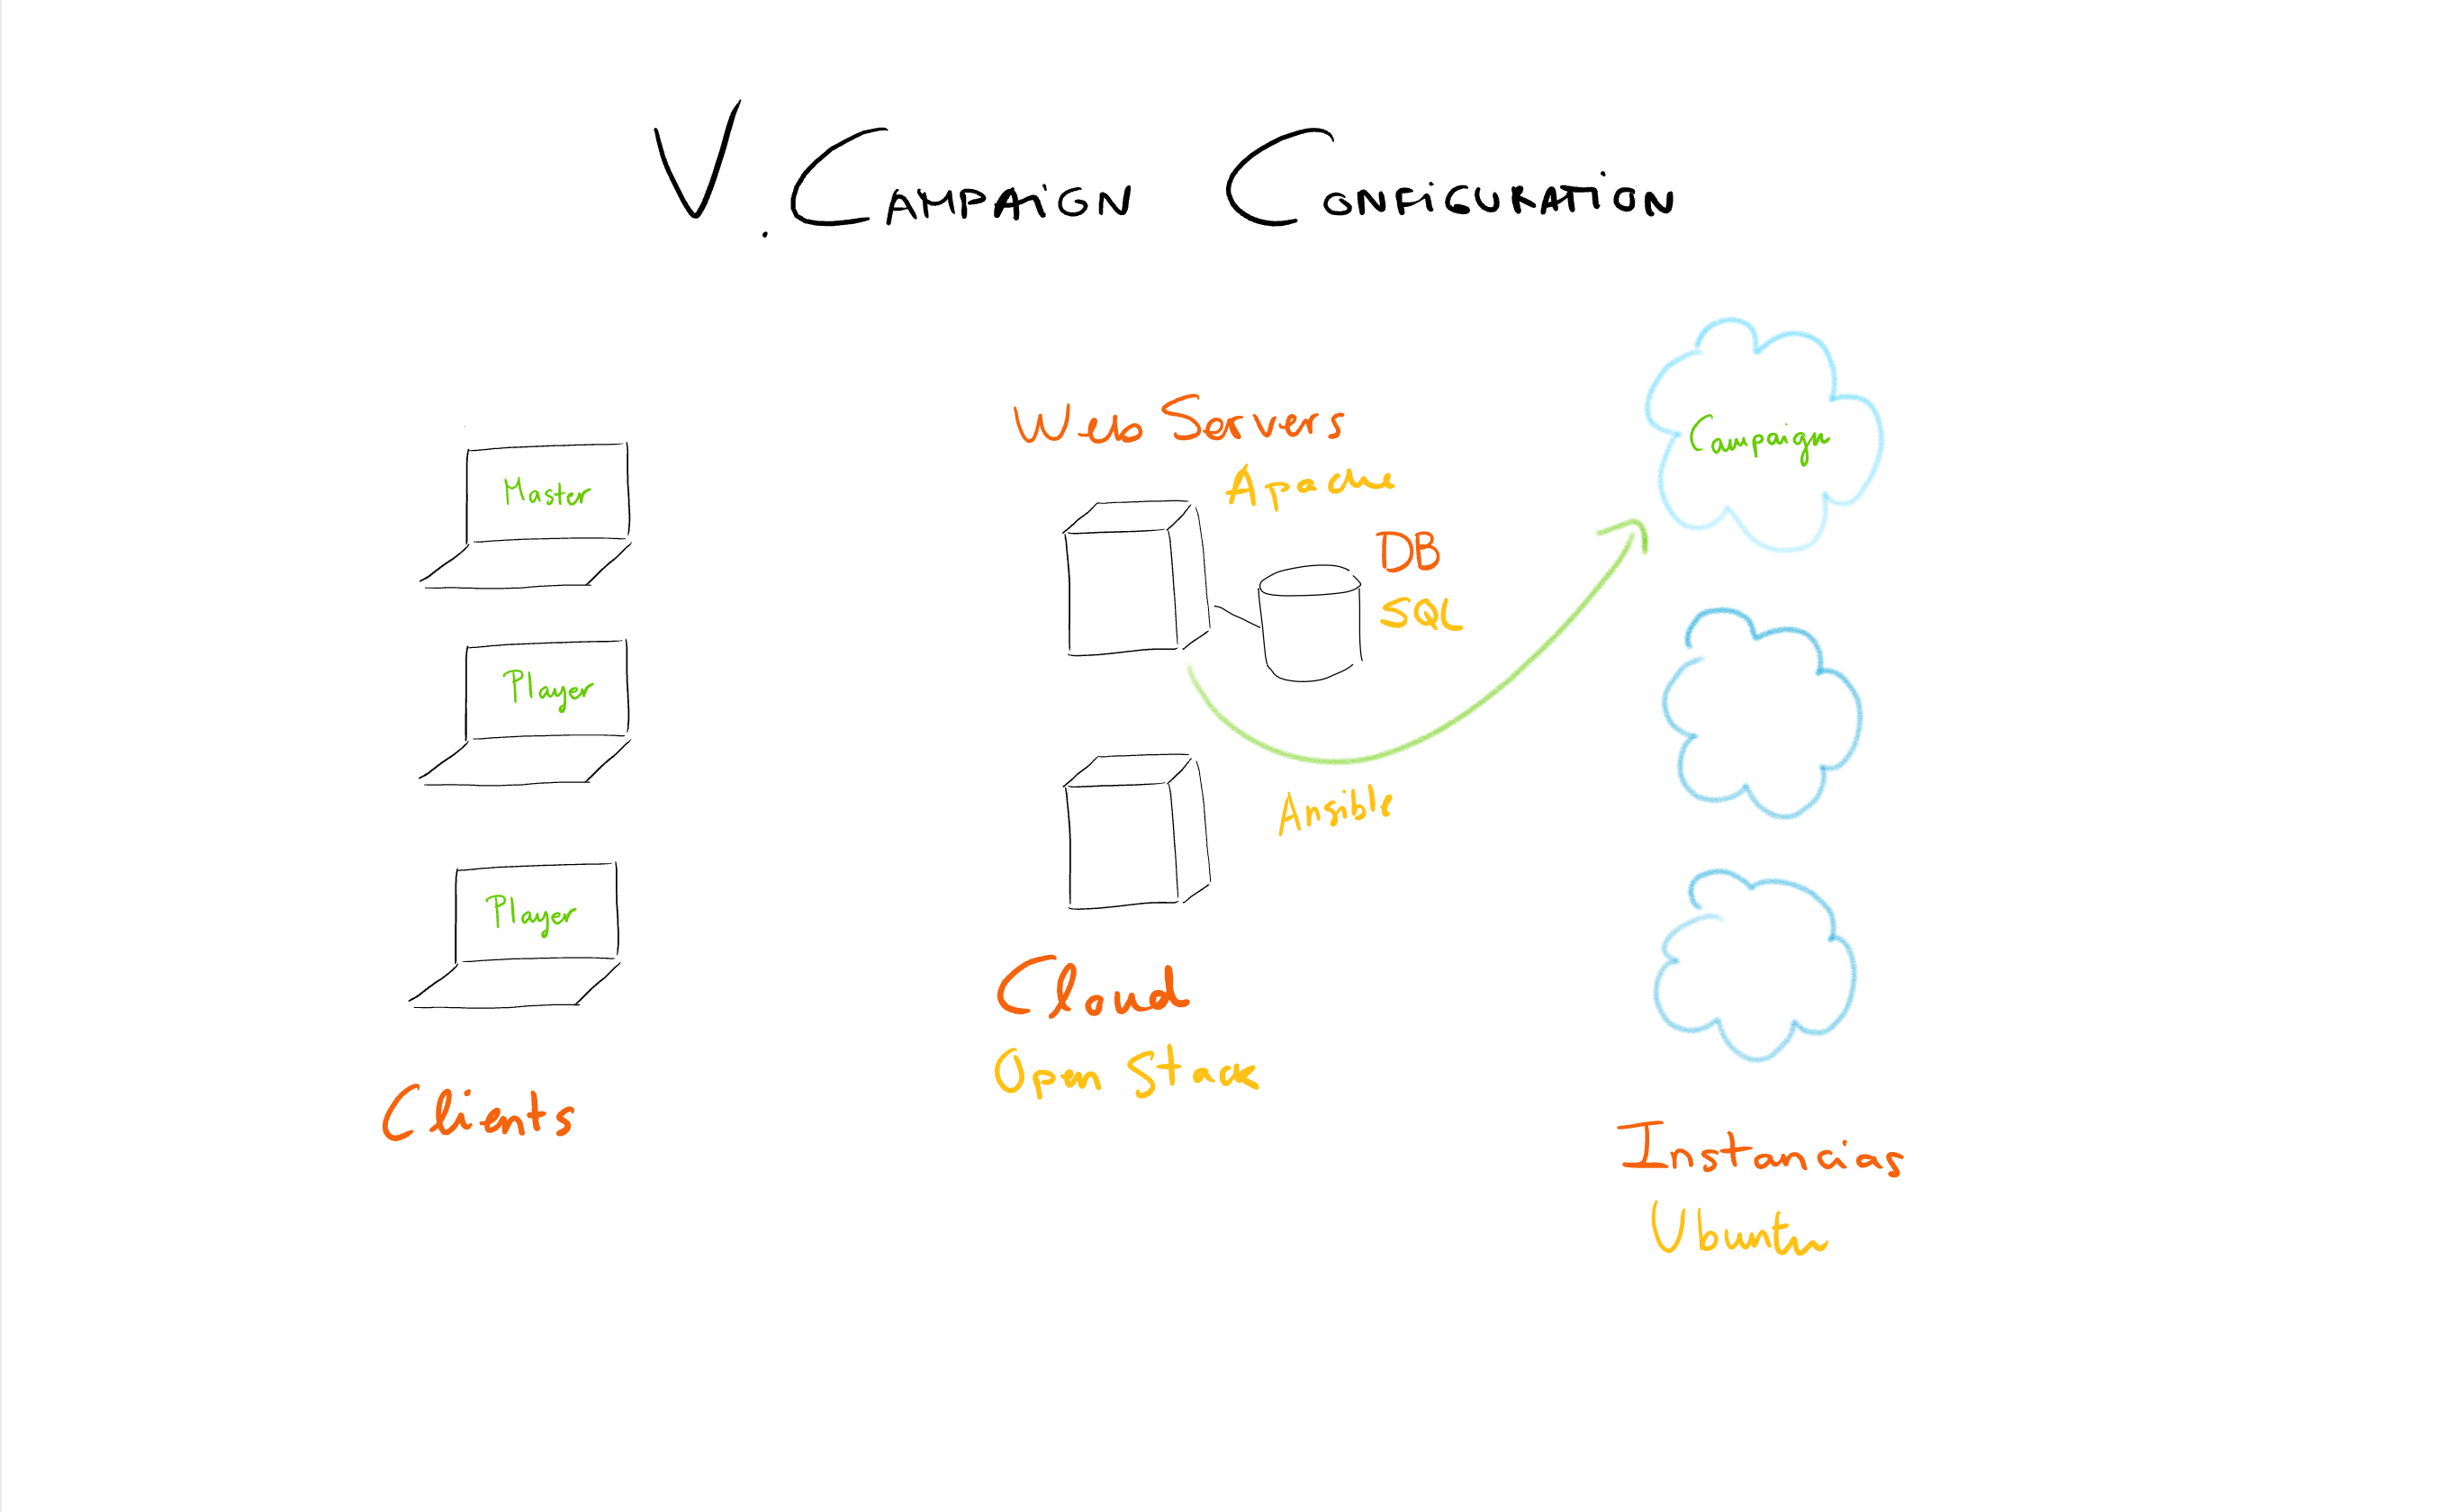 V. CAMPAIGN CONFIGURATION
Master
Player
Player
Clients
Web Servers
Apache
DB
SQL
Ansible
Cloud
Open Stack
Campaign
Instancias
Ubuntu